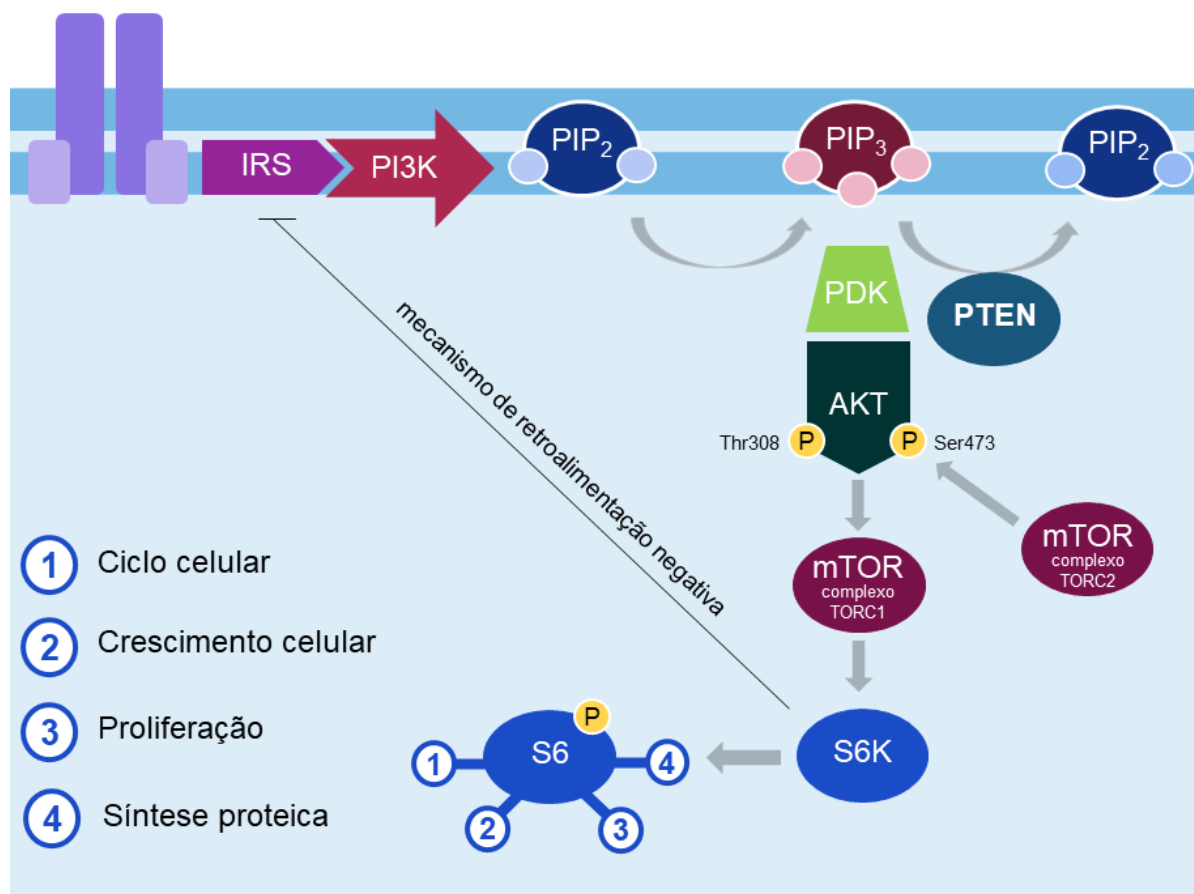 IRS
PI3K
PIP₂
PIP₃
PIP₂
PDK
PTEN
AKT
Thr308
P
P
Ser473
mecanismo de retroalimentação negativa
mTOR
complexo
TORC1
mTOR
complexo
TORC2
1 Ciclo celular
2 Crescimento celular
3 Proliferação
4 Síntese proteica
P
S6
1
2
3
4
S6K